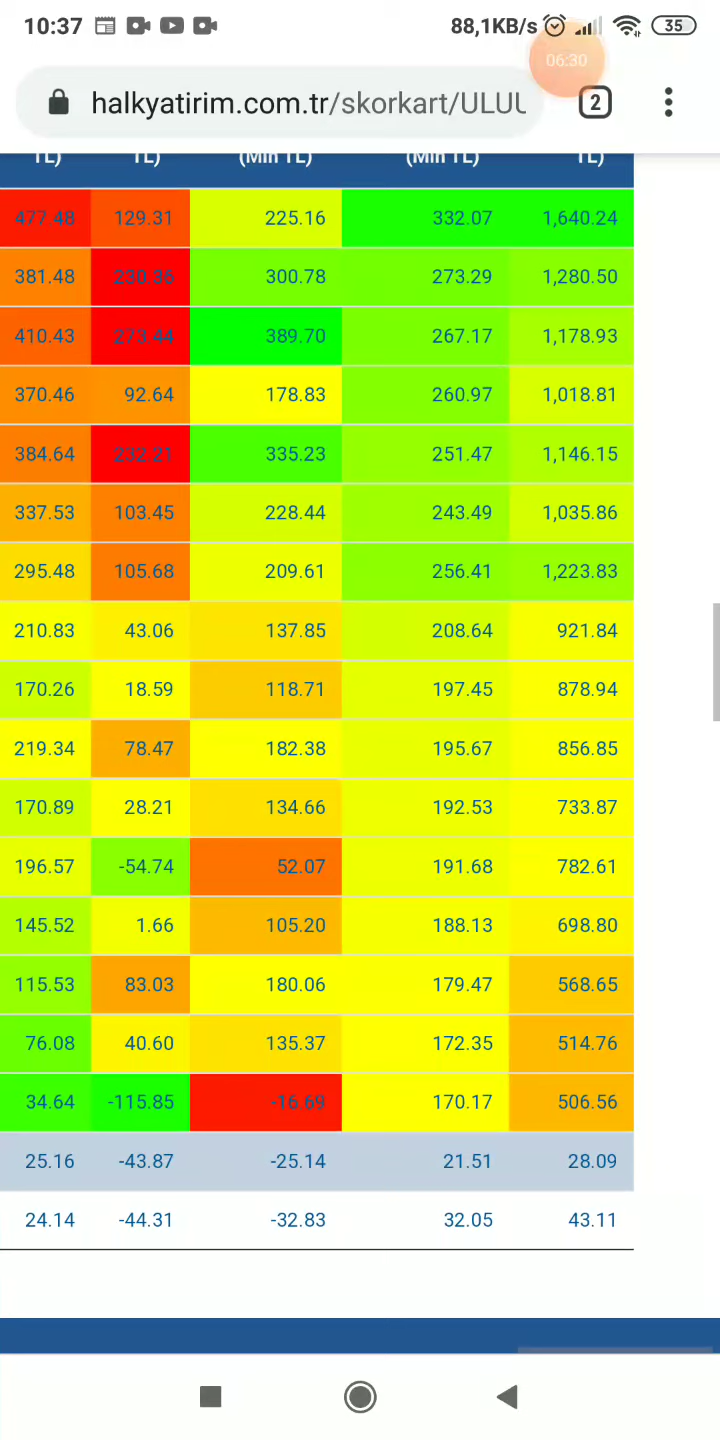 10:37 88,1KB/s 35
06:30
halkyatirim.com.tr/skorkart/ULUU 2
TL) TL) (Mln TL) (Mln TL) TL)
477.48 129.31 225.16 332.07 1,640.24
381.48 230.36 300.78 273.29 1,280.50
410.43 273.44 389.70 267.17 1,178.93
370.46 92.64 178.83 260.97 1,018.81
384.64 232.21 335.23 251.47 1,146.15
337.53 103.45 228.44 243.49 1,035.86
295.48 105.68 209.61 256.41 1,223.83
210.83 43.06 137.85 208.64 921.84
170.26 18.59 118.71 197.45 878.94
219.34 78.47 182.38 195.67 856.85
170.89 28.21 134.66 192.53 733.87
196.57 -54.74 52.07 191.68 782.61
145.52 1.66 105.20 188.13 698.80
115.53 83.03 180.06 179.47 568.65
76.08 40.60 135.37 172.35 514.76
34.64 -115.85 -16.69 170.17 506.56
25.16 -43.87 -25.14 21.51 28.09
24.14 -44.31 -32.83 32.05 43.11